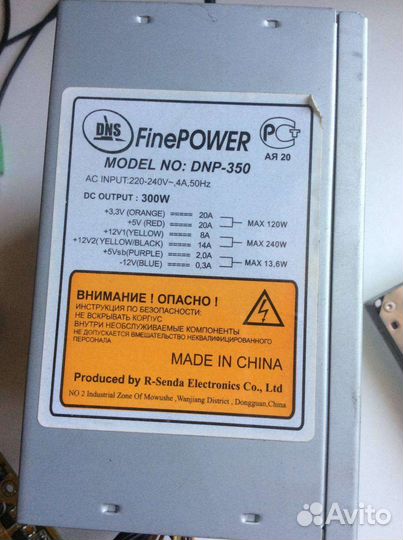 DNS FinePOWER
РСТ
АЯ 20
MODEL NO: DNP-350
AC INPUT:220-240V~,4A,50Hz
DC OUTPUT : 300W
+3,3V (ORANGE) ===== 20A
+5V (RED) ===== 20A
MAX 120W
+12V1(YELLOW) ===== 8A
+12V2(YELLOW/BLACK) ===== 14A
MAX 240W
+5Vsb(PURPLE) ===== 2,0A
-12V(BLUE) ===== 0,3A
MAX 13,6W
ВНИМАНИЕ ! ОПАСНО !
ИНСТРУКЦИЯ ПО БЕЗОПАСНОСТИ:
НЕ ВСКРЫВАТЬ КОРПУС
ВНУТРИ НЕОБСЛУЖИВАЕМЫЕ КОМПОНЕНТЫ
НЕ ДОПУСКАЕТСЯ ВМЕШАТЕЛЬСТВО НЕКВАЛИФИЦИРОВАННОГО
ПЕРСОНАЛА
MADE IN CHINA
Produced by R-Senda Electronics Co., Ltd
NO 2 Industrial Zone Of Mowushe ,Wanjiang District , Dongguan,China
Avito